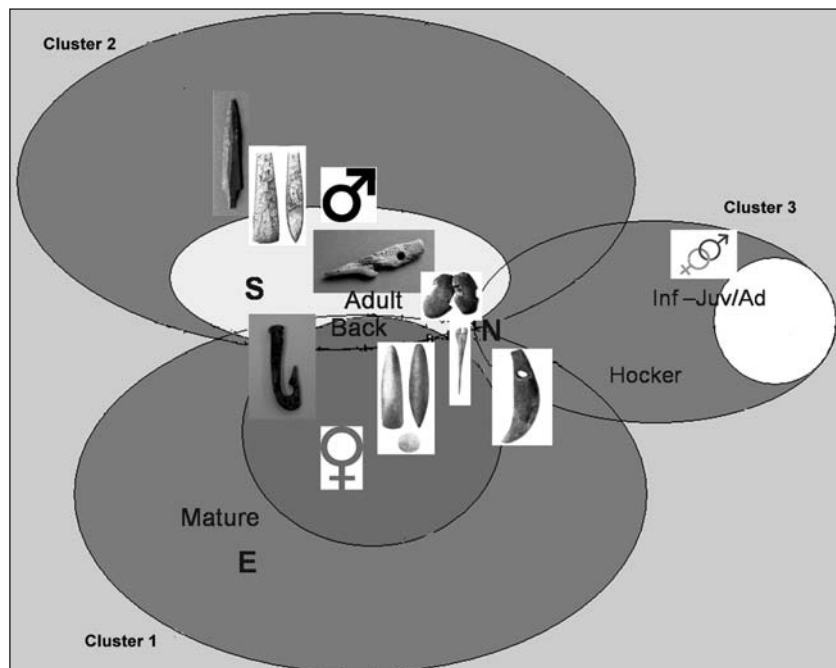 Cluster 2
Cluster 3
Inf –Juv/Ad
S
Adult
Back
N
Hocker
Mature
E
Cluster 1